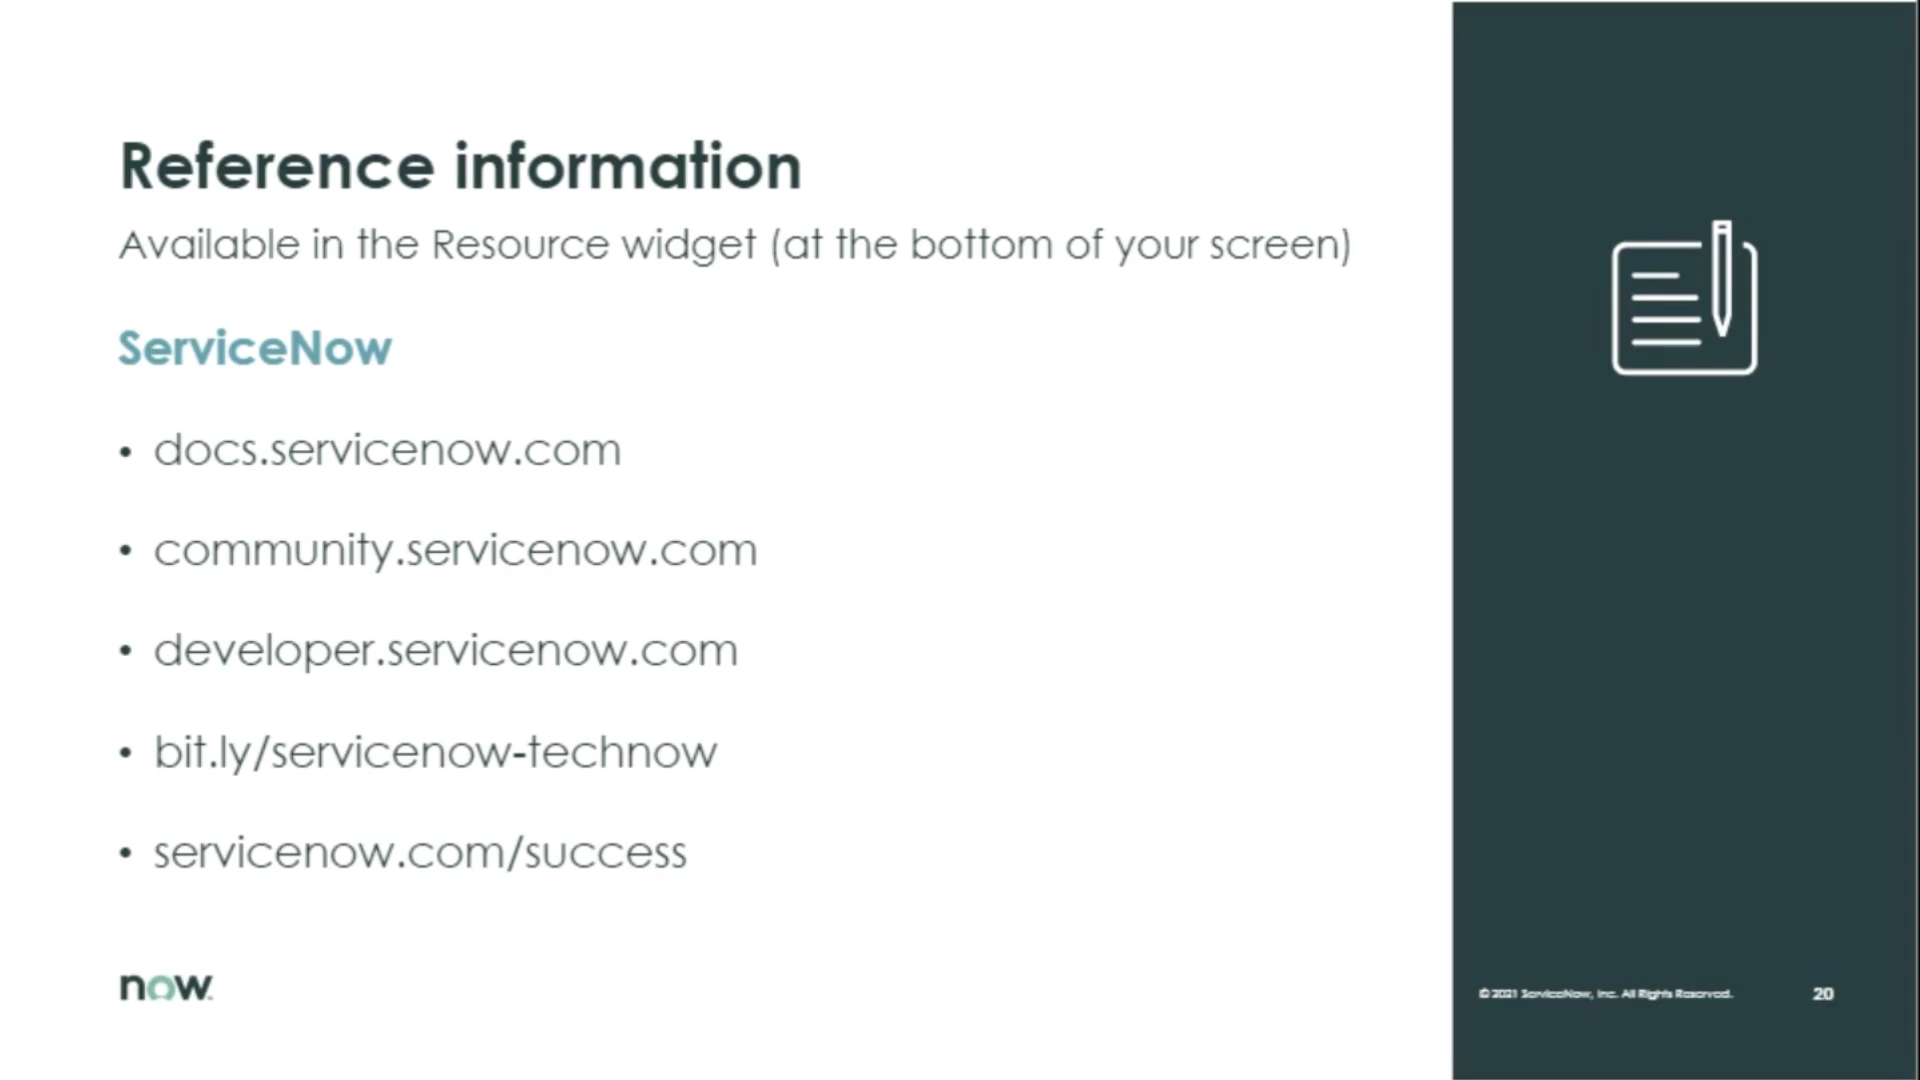 Reference information
Available in the Resource widget (at the bottom of your screen)
ServiceNow
• docs.servicenow.com
• community.servicenow.com
• developer.servicenow.com
• bit.ly/servicenow-technow
• servicenow.com/success
now.
© 2021 ServiceNow, Inc. All Rights Reserved.
20